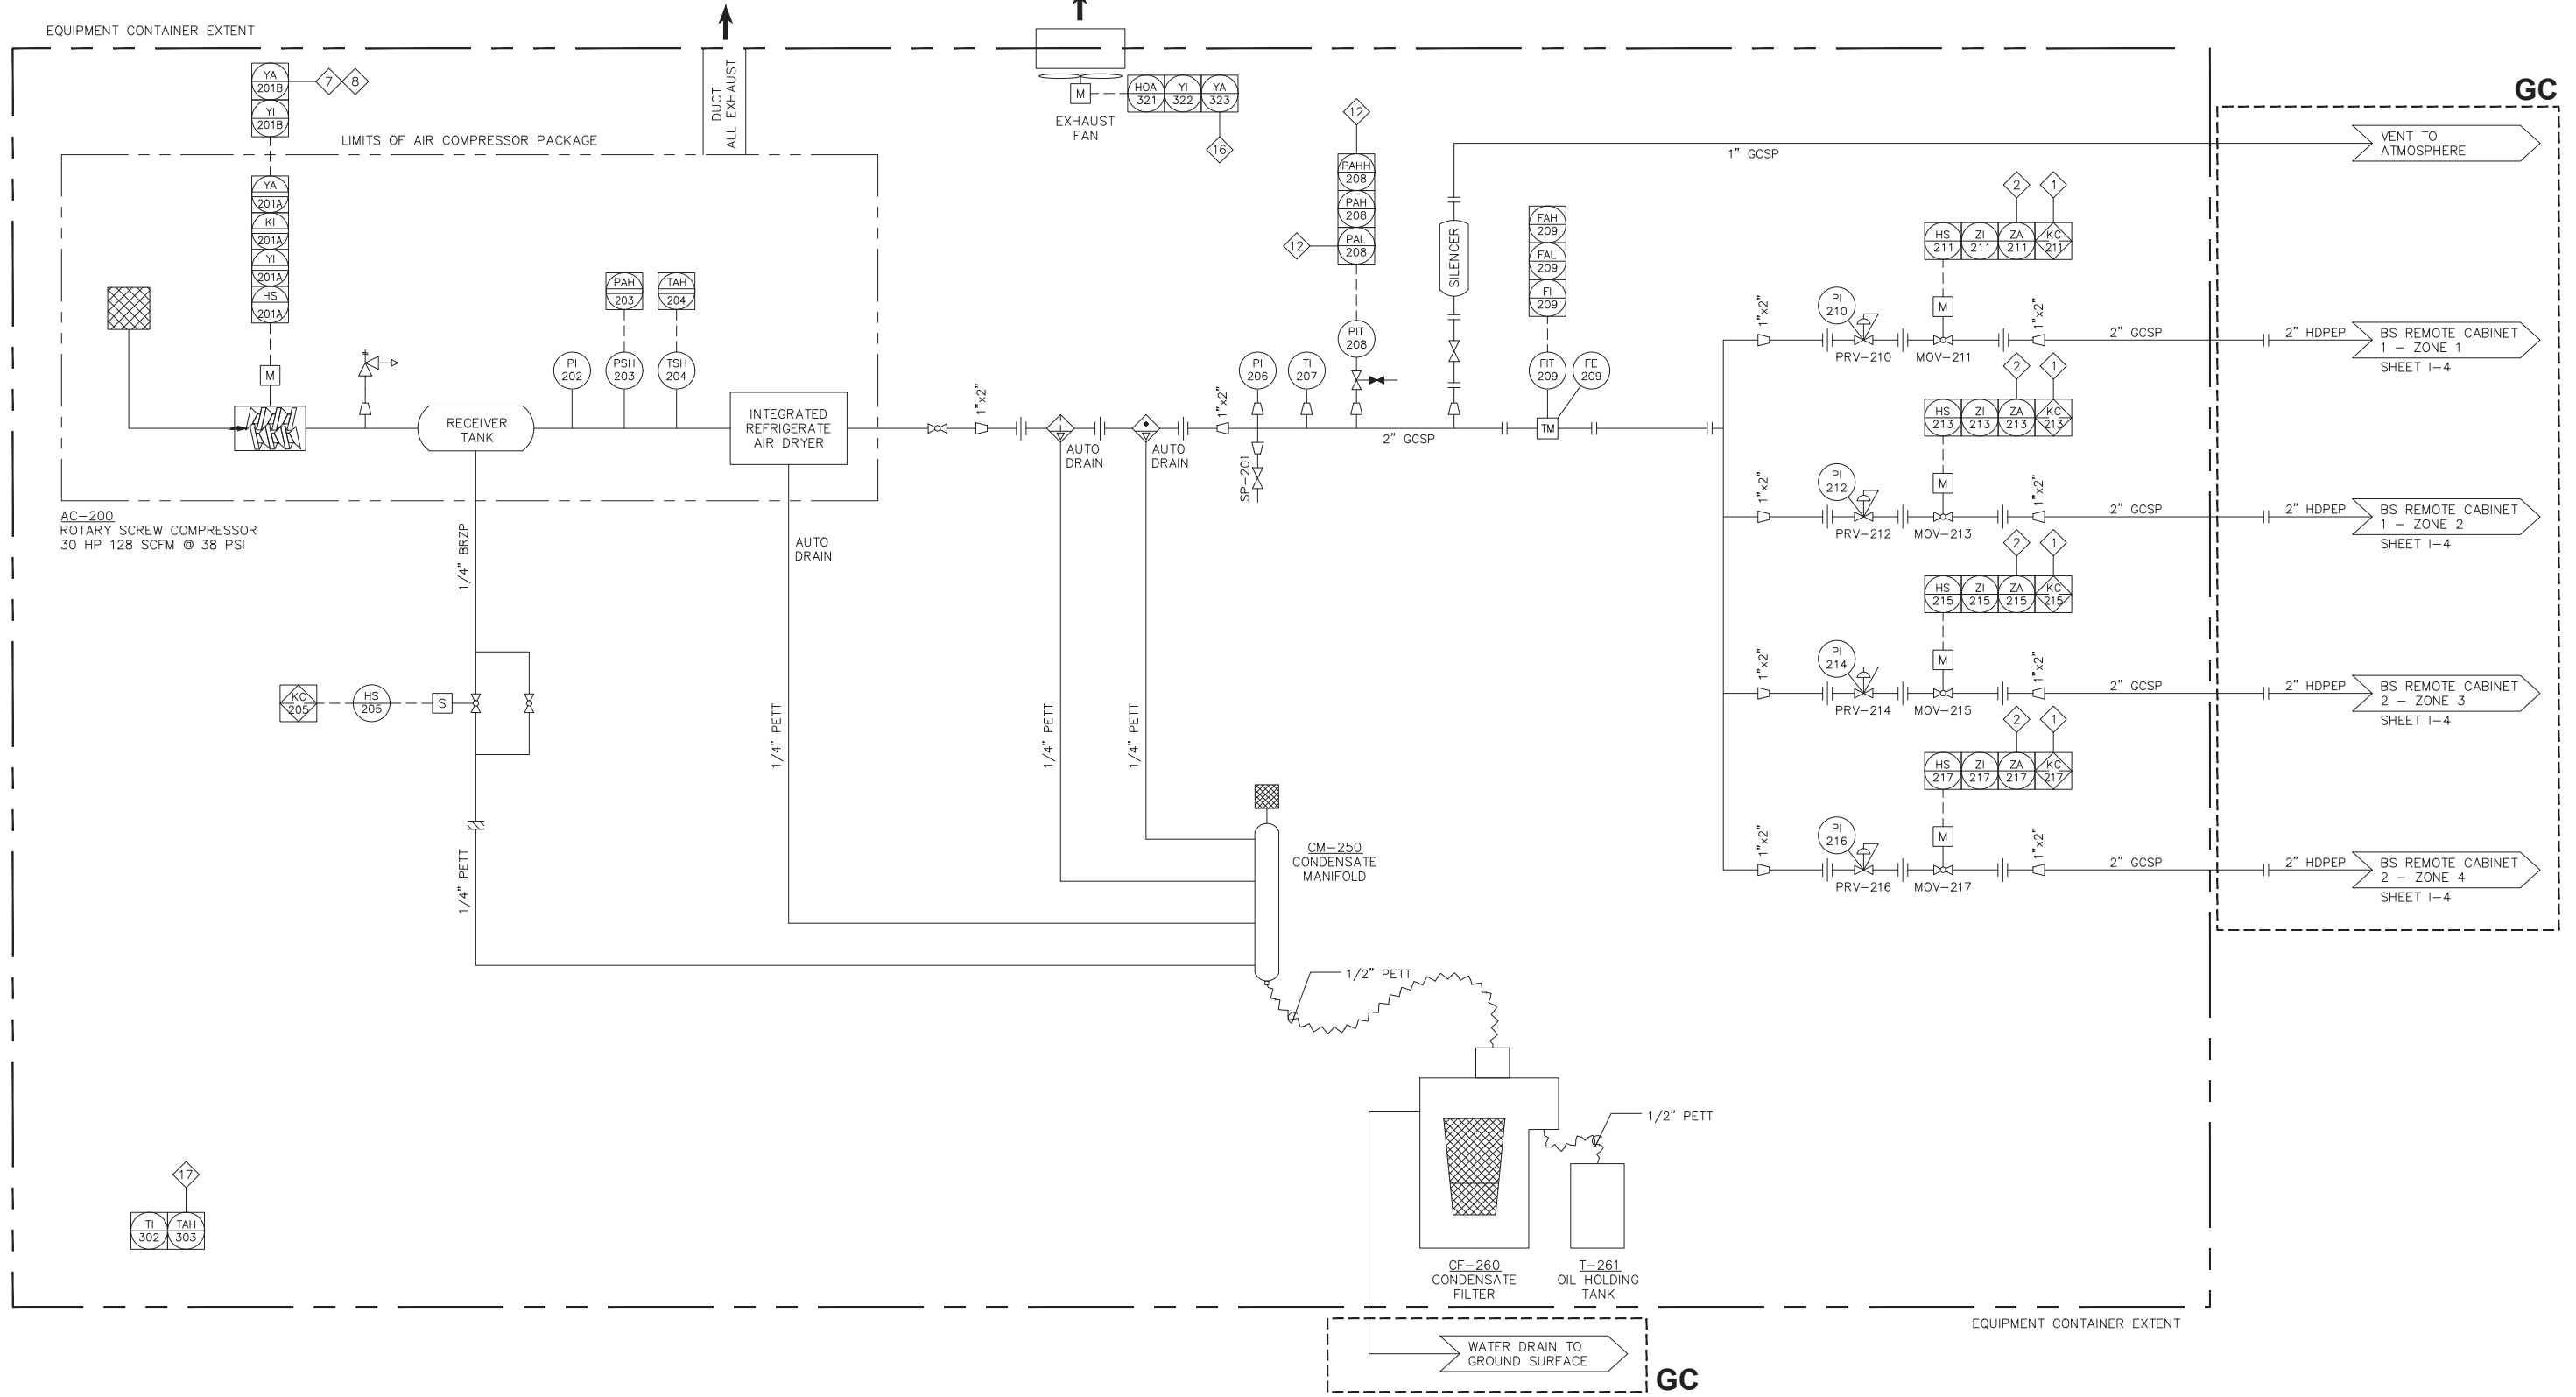 EQUIPMENT CONTAINER EXTENT
YA
201B
YI
201B
7
8
LIMITS OF AIR COMPRESSOR PACKAGE
YA
201A
KI
201A
YI
201A
HS
201A
M
DUCT
ALL EXHAUST
M
HOA
321
YI
322
YA
323
EXHAUST
FAN
16
RECEIVER
TANK
PI
202
PAH
203
PSH
203
TAH
204
TSH
204
INTEGRATED
REFRIGERATE
AIR DRYER
AC-200
ROTARY SCREW COMPRESSOR
30 HP 128 SCFM @ 38 PSI
1"x2"
AUTO
DRAIN
AUTO
DRAIN
1"x2"
PI
206
TI
207
SP-201
12
PAHH
208
PAH
208
PAL
208
12
PIT
208
2" GCSP
SILENCER
1" GCSP
FAH
209
FAL
209
FI
209
FIT
209
FE
209
TM
GC
VENT TO
ATMOSPHERE
2
1
HS
211
ZI
211
ZA
211
KC
211
1"x2"
PI
210
M
1"x2"
PRV-210
MOV-211
2" GCSP
2" HDPEP
BS REMOTE CABINET
1 - ZONE 1
SHEET I-4
2
1
HS
213
ZI
213
ZA
213
KC
213
1"x2"
PI
212
M
1"x2"
PRV-212
MOV-213
2" GCSP
2" HDPEP
BS REMOTE CABINET
1 - ZONE 2
SHEET I-4
2
1
HS
215
ZI
215
ZA
215
KC
215
1"x2"
PI
214
M
1"x2"
PRV-214
MOV-215
2" GCSP
2" HDPEP
BS REMOTE CABINET
2 - ZONE 3
SHEET I-4
2
1
HS
217
ZI
217
ZA
217
KC
217
1"x2"
PI
216
M
1"x2"
PRV-216
MOV-217
2" GCSP
2" HDPEP
BS REMOTE CABINET
2 - ZONE 4
SHEET I-4
1/4" BRZP
AUTO
DRAIN
KC
205
HS
205
S
1/4" PETT
1/4" PETT
1/4" PETT
1/4" PETT
CM-250
CONDENSATE
MANIFOLD
1/2" PETT
1/2" PETT
17
TI
302
TAH
303
CF-260
CONDENSATE
FILTER
T-261
OIL HOLDING
TANK
EQUIPMENT CONTAINER EXTENT
WATER DRAIN TO
GROUND SURFACE
GC